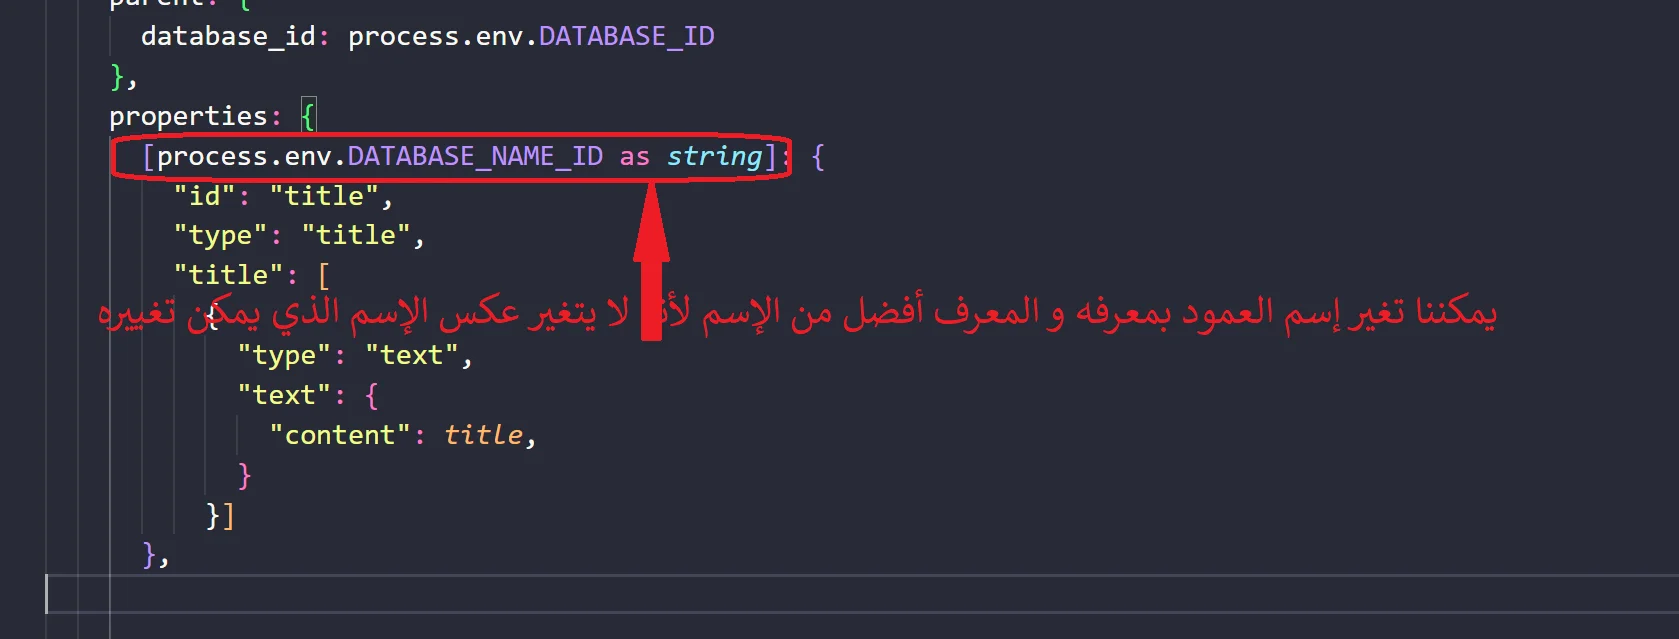 parent: {
database_id: process.env.DATABASE_ID
},
properties: {
[process.env.DATABASE_NAME_ID as string]: {
"id": "title",
"type": "title",
"title": [
{
يمكننا تغير إسم العمود بمعرفه و المعرف أفضل من الإسم لأنه لا يتغير عكس الإسم الذي يمكن تغييره
"type": "text",
"text": {
"content": title,
}
}]
},